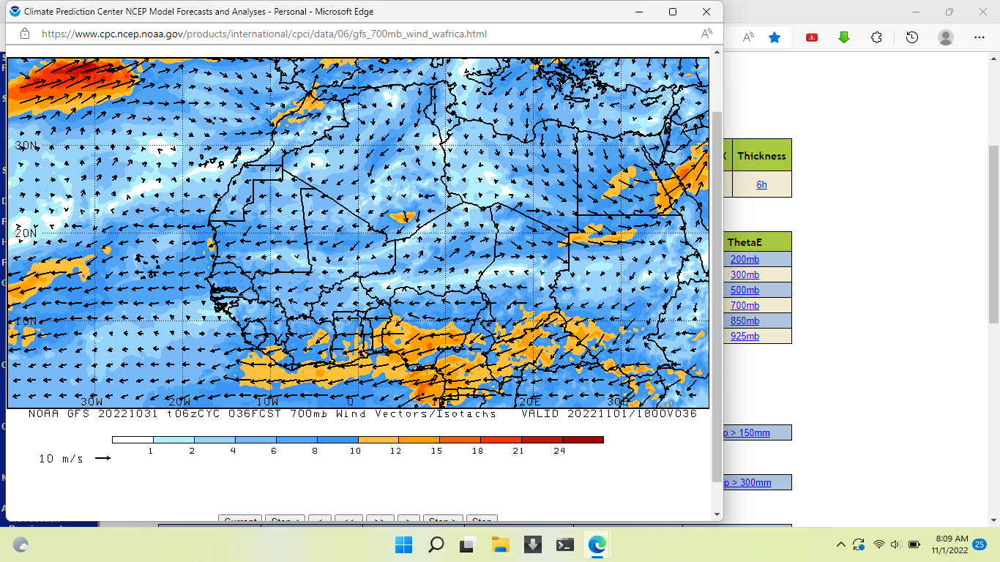 Climate Prediction Center NCEP Model Forecasts and Analyses - Personal - Microsoft Edge
https://www.cpc.ncep.noaa.gov/products/international/cpci/data/06/gfs_700mb_wind_wafrica.html
30N
20N
10N
30W 20W 10W 0 10E 20E 30E
NOAA GFS 20221031 t06zCYC 036FCST 700mb Wind Vectors/Isotachs VALID 20221101/1800V036
1 2 4 6 8 10 12 15 18 21 24
10 m/s
Current Stop < < << >> > Stop > Stop
Thickness
6h
ThetaE
200mb
300mb
500mb
700mb
850mb
925mb
p > 150mm
p > 300mm
8:09 AM
11/1/2022
25